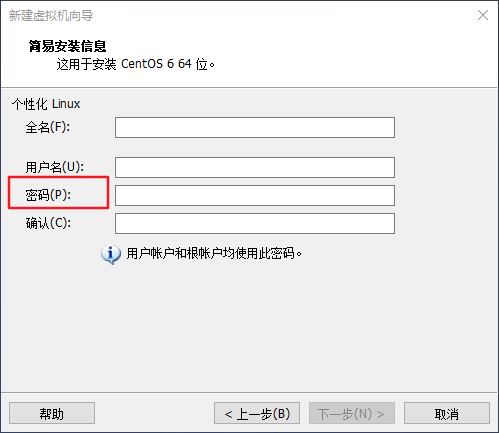 新建虚拟机向导
简易安装信息
这用于安装 CentOS 6 64 位。
个性化 Linux
全名(F):
用户名(U):
密码(P):
确认(C):
用户帐户和根帐户均使用此密码。
帮助
< 上一步(B)
下一步(N) >
取消